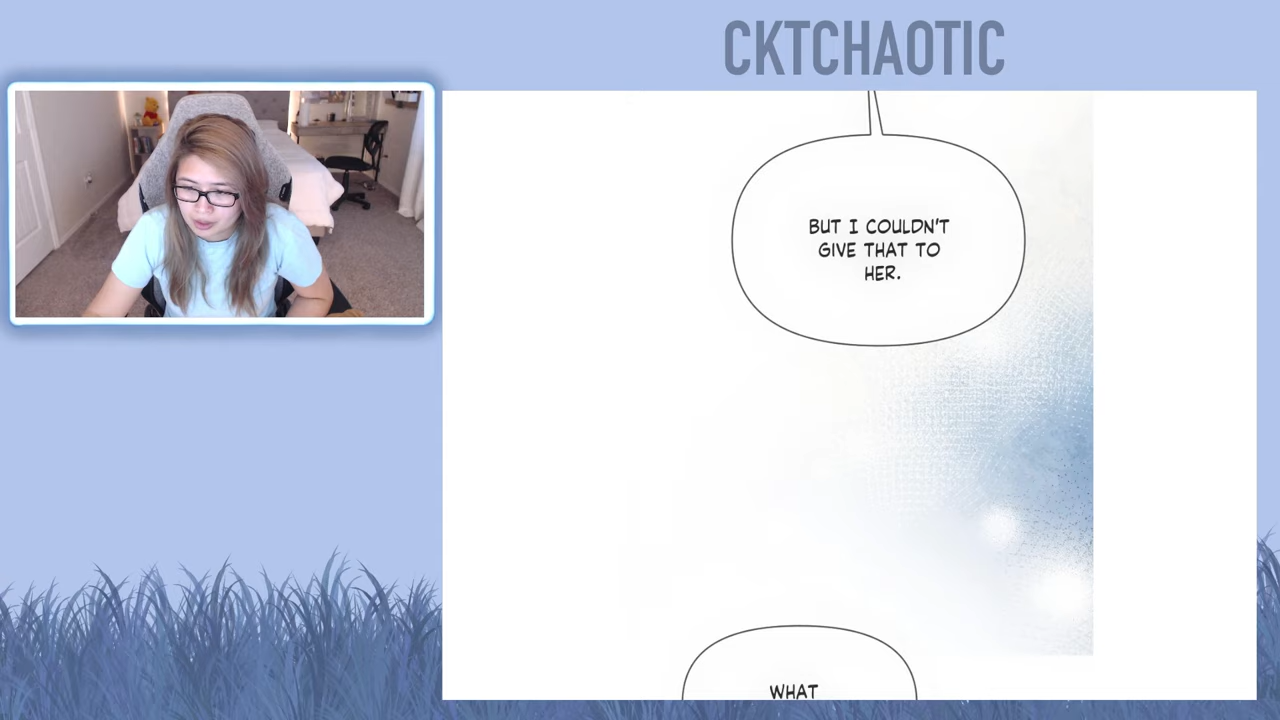 CKTCHAOTIC
BUT I COULDN'T
GIVE THAT TO
HER.
WHAT